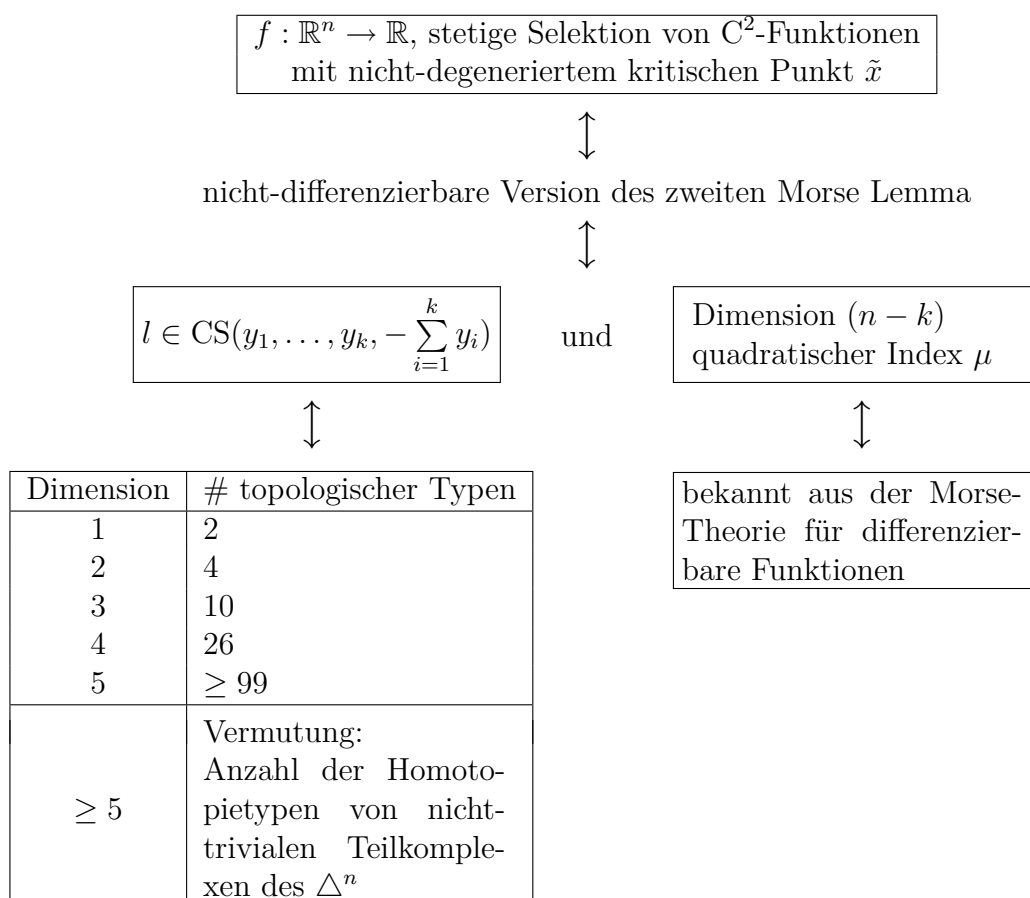 f : ℝⁿ → ℝ, stetige Selektion von C²-Funktionen
mit nicht-degeneriertem kritischen Punkt x̃
nicht-differenzierbare Version des zweiten Morse Lemma
l ∈ CS(y₁, . . . , yₖ, − ∑ᵢ₌₁ᵏ yᵢ)
und
Dimension (n − k)
quadratischer Index μ
Dimension # topologischer Typen
1 2
2 4
3 10
4 26
5 ≥ 99
≥ 5
Vermutung:
Anzahl der Homoto-
pietypen von nicht-
trivialen Teilkomple-
xen des △ⁿ
bekannt aus der Morse-
Theorie für differenzier-
bare Funktionen